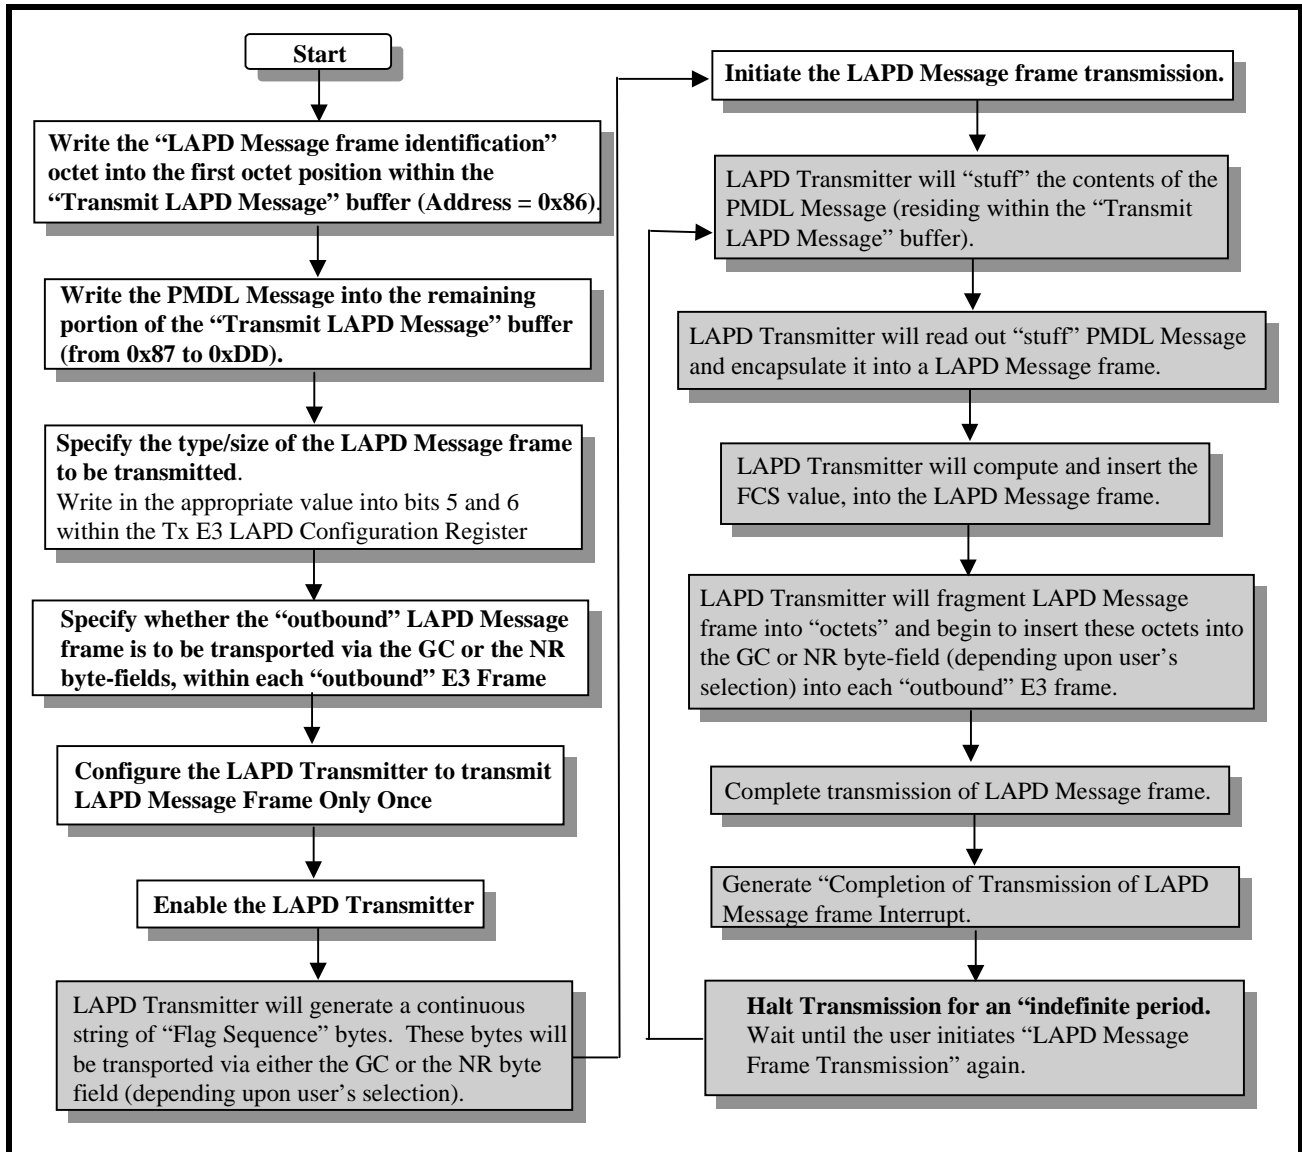 Start
Write the “LAPD Message frame identification”
octet into the first octet position within the
“Transmit LAPD Message” buffer (Address = 0x86).
Write the PMDL Message into the remaining
portion of the “Transmit LAPD Message” buffer
(from 0x87 to 0xDD).
Specify the type/size of the LAPD Message frame
to be transmitted.
Write in the appropriate value into bits 5 and 6
within the Tx E3 LAPD Configuration Register
Specify whether the “outbound” LAPD Message
frame is to be transported via the GC or the NR
byte-fields, within each “outbound” E3 Frame
Configure the LAPD Transmitter to transmit
LAPD Message Frame Only Once
Enable the LAPD Transmitter
LAPD Transmitter will generate a continuous
string of “Flag Sequence” bytes.  These bytes will
be transported via either the GC or the NR byte
field (depending upon user’s selection).
Initiate the LAPD Message frame transmission.
LAPD Transmitter will “stuff” the contents of the
PMDL Message (residing within the “Transmit
LAPD Message” buffer).
LAPD Transmitter will read out “stuff” PMDL Message
and encapsulate it into a LAPD Message frame.
LAPD Transmitter will compute and insert the
FCS value, into the LAPD Message frame.
LAPD Transmitter will fragment LAPD Message
frame into “octets” and begin to insert these octets into
the GC or NR byte-field (depending upon user’s
selection) into each “outbound” E3 frame.
Complete transmission of LAPD Message frame.
Generate “Completion of Transmission of LAPD
Message frame Interrupt.
Halt Transmission for an “indefinite period.
Wait until the user initiates “LAPD Message
Frame Transmission” again.